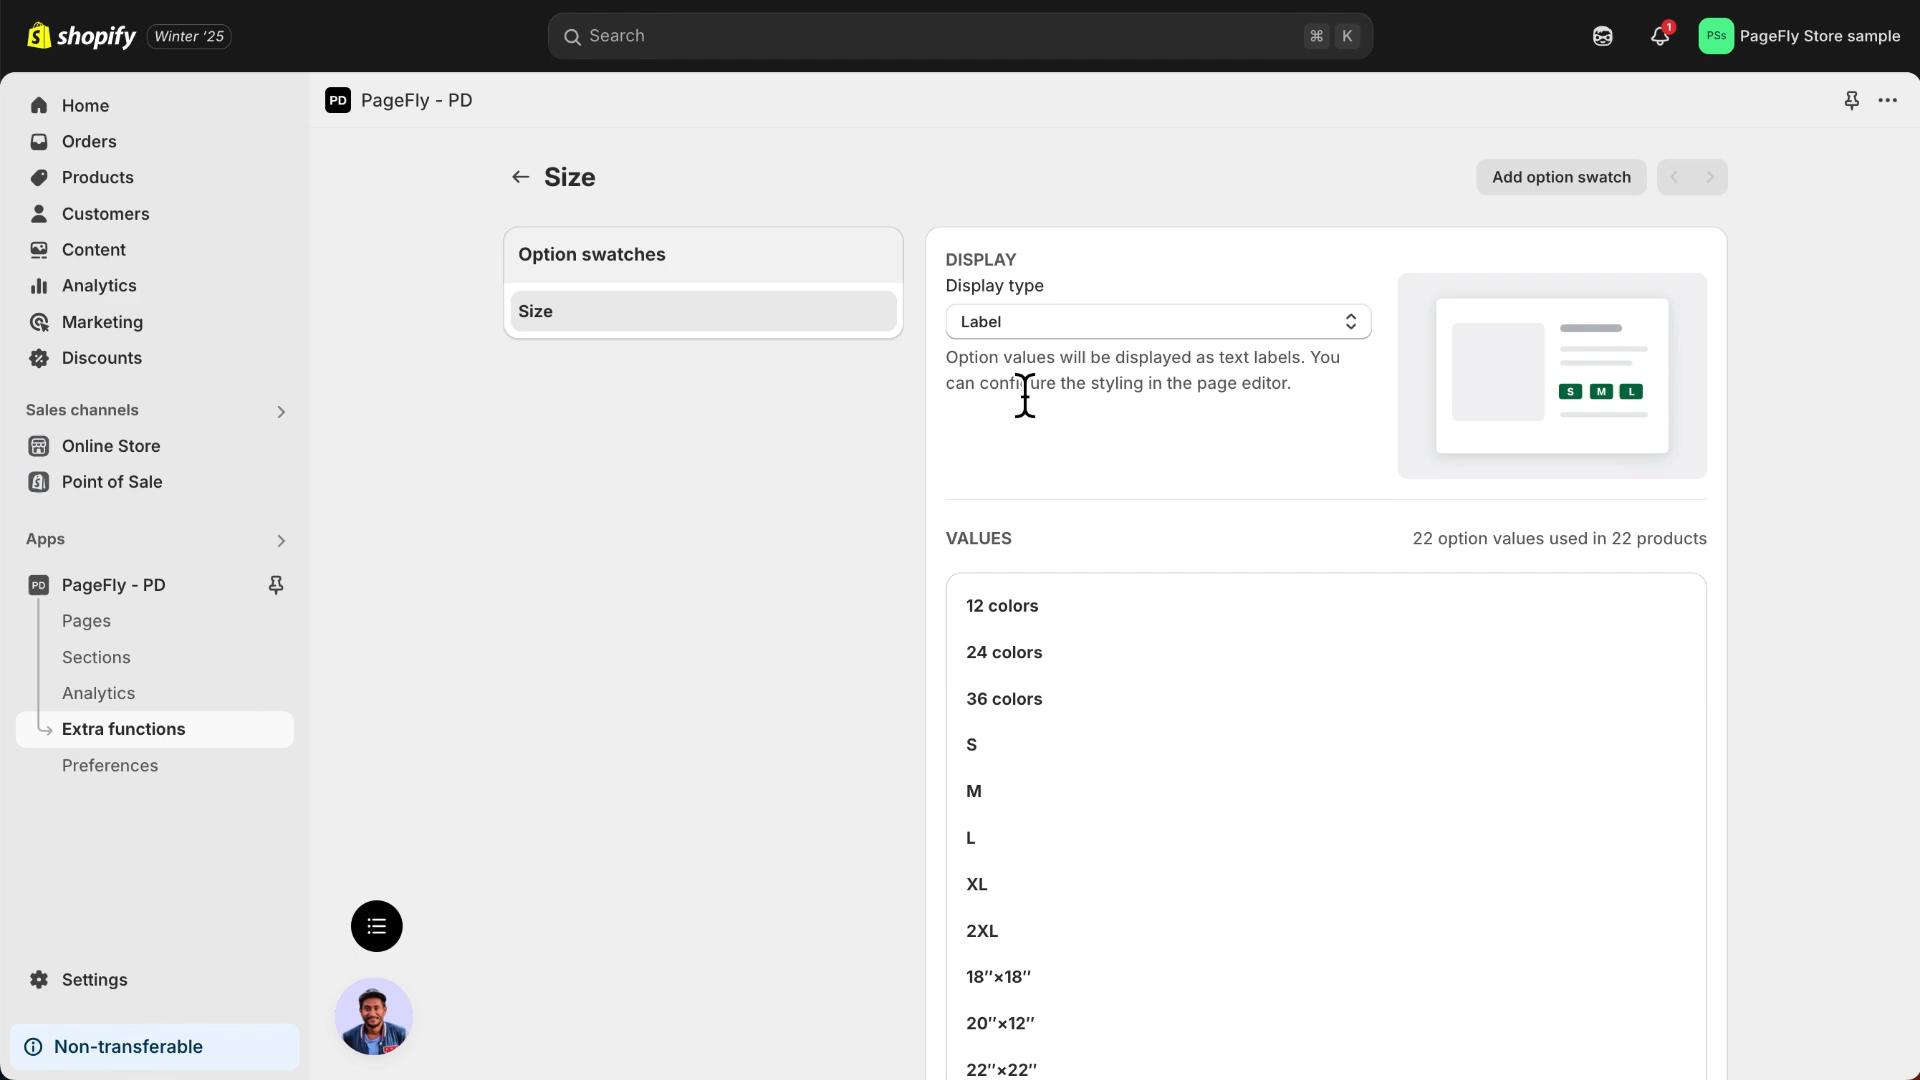 shopify
Winter '25
Search
⌘ K
1
PSs
PageFly Store sample
Home
Orders
Products
Customers
Content
Analytics
Marketing
Discounts
Sales channels
Online Store
Point of Sale
Apps
PD PageFly - PD
Pages
Sections
Analytics
Extra functions
Preferences
Settings
Non-transferable
PD PageFly - PD
Size
Add option swatch
Option swatches
Size
DISPLAY
Display type
Label
Option values will be displayed as text labels. You
can configure the styling in the page editor.
S M L
VALUES
22 option values used in 22 products
12 colors
24 colors
36 colors
S
M
L
XL
2XL
18″×18″
20″×12″
22″×22″